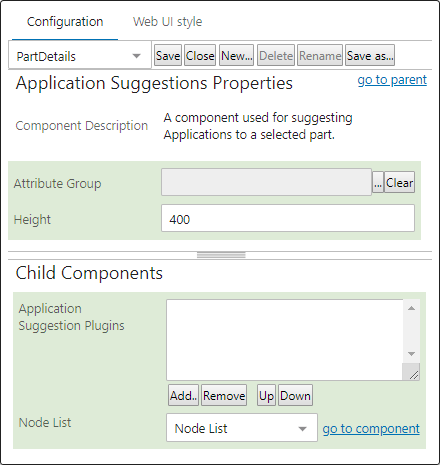 Configuration Web UI style
PartDetails Save Close New... Delete Rename Save as...
Application Suggestions Properties go to parent
Component Description A component used for suggesting
Applications to a selected part.
Attribute Group ... Clear
Height 400
Child Components
Application
Suggestion Plugins
Add.. Remove Up Down
Node List Node List go to component